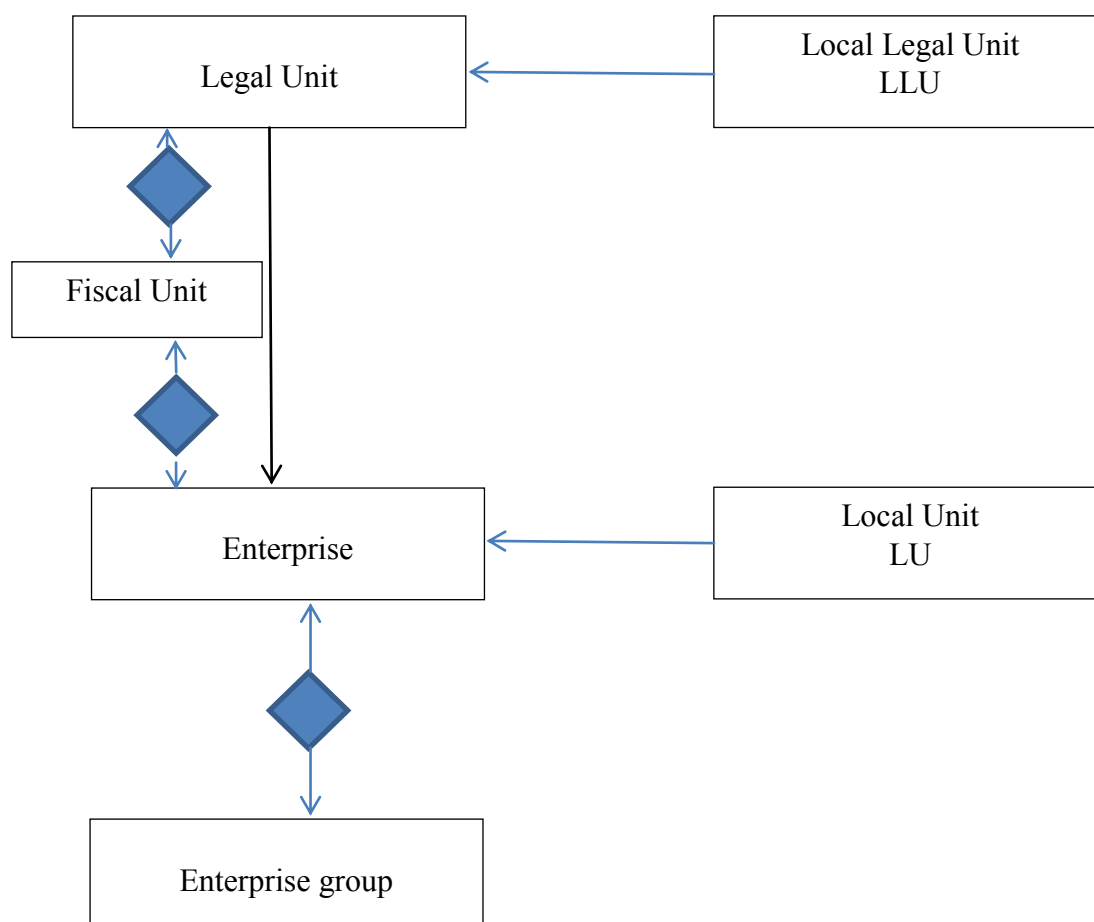 Legal Unit
Local Legal Unit
LLU
Fiscal Unit
Enterprise
Local Unit
LU
Enterprise group